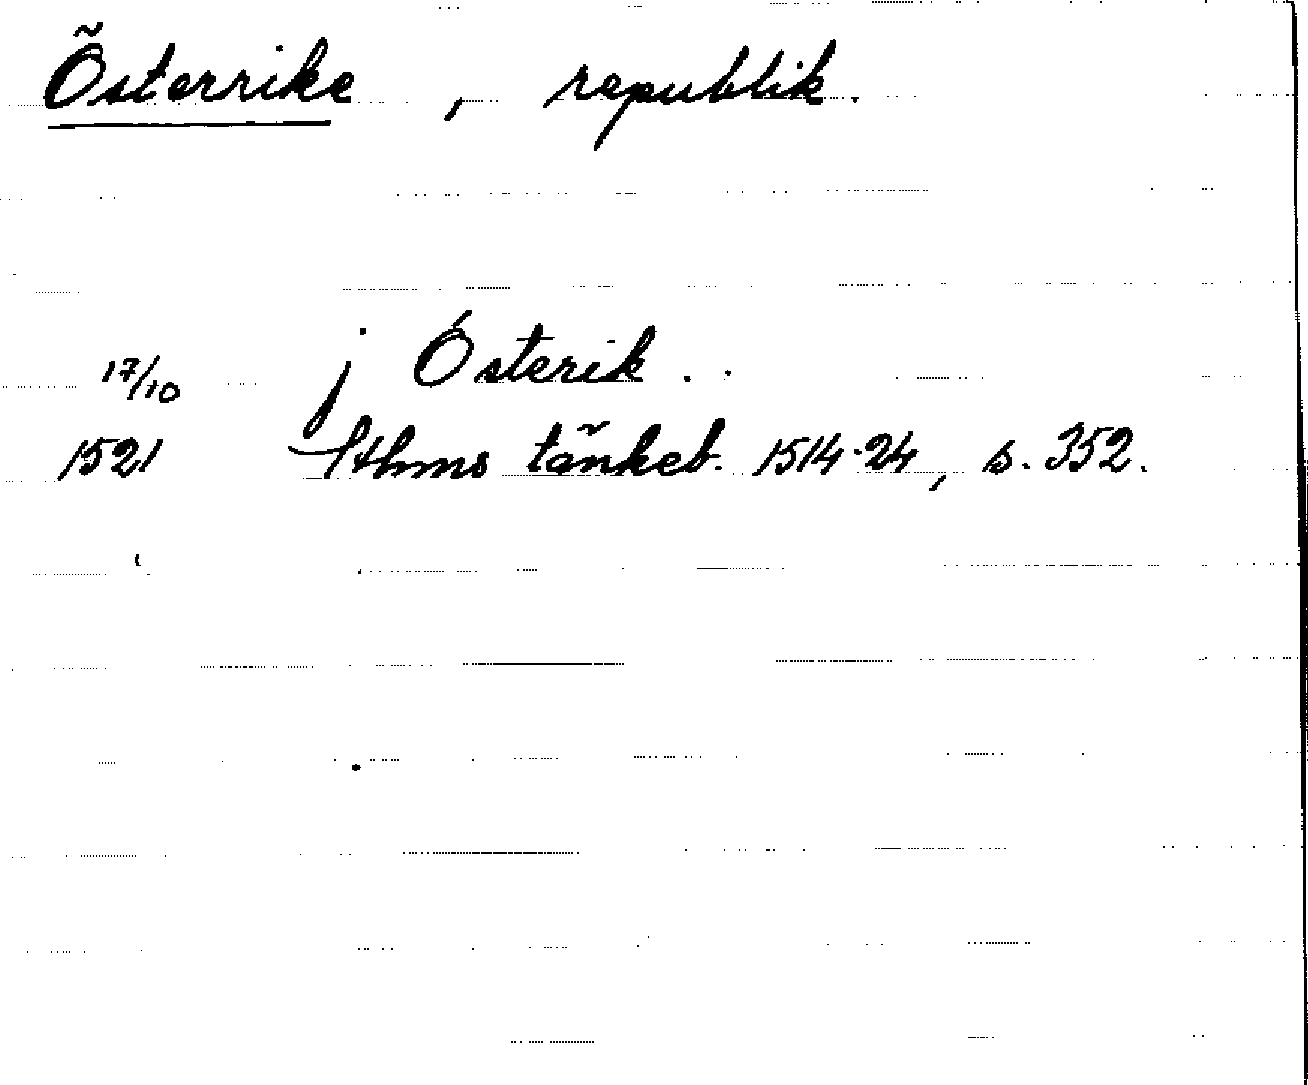 Österrike, republik.
17/10 j Österik . .
1521 Sthms tänkeb. 1514-24, s. 352.